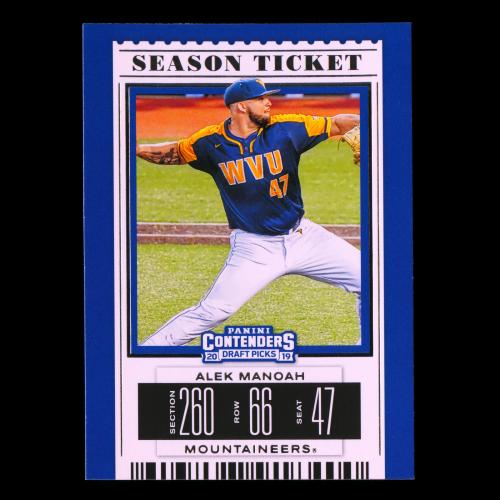 SEASON TICKET
WVU
47
PANINI
CONTENDERS
20 DRAFT PICKS 19
ALEK MANOAH
SECTION 260 ROW 66 SEAT 47
MOUNTAINEERS®